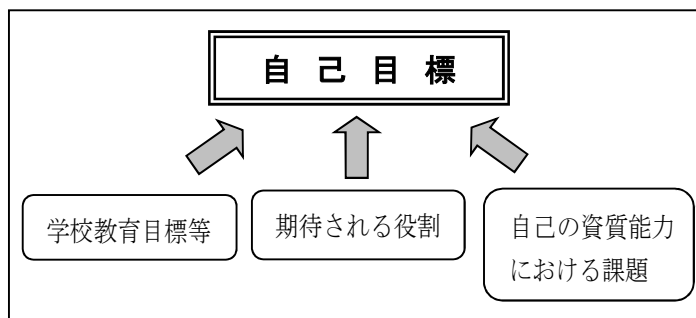 自 己 目 標
学校教育目標等
期待される役割
自己の資質能力
における課題